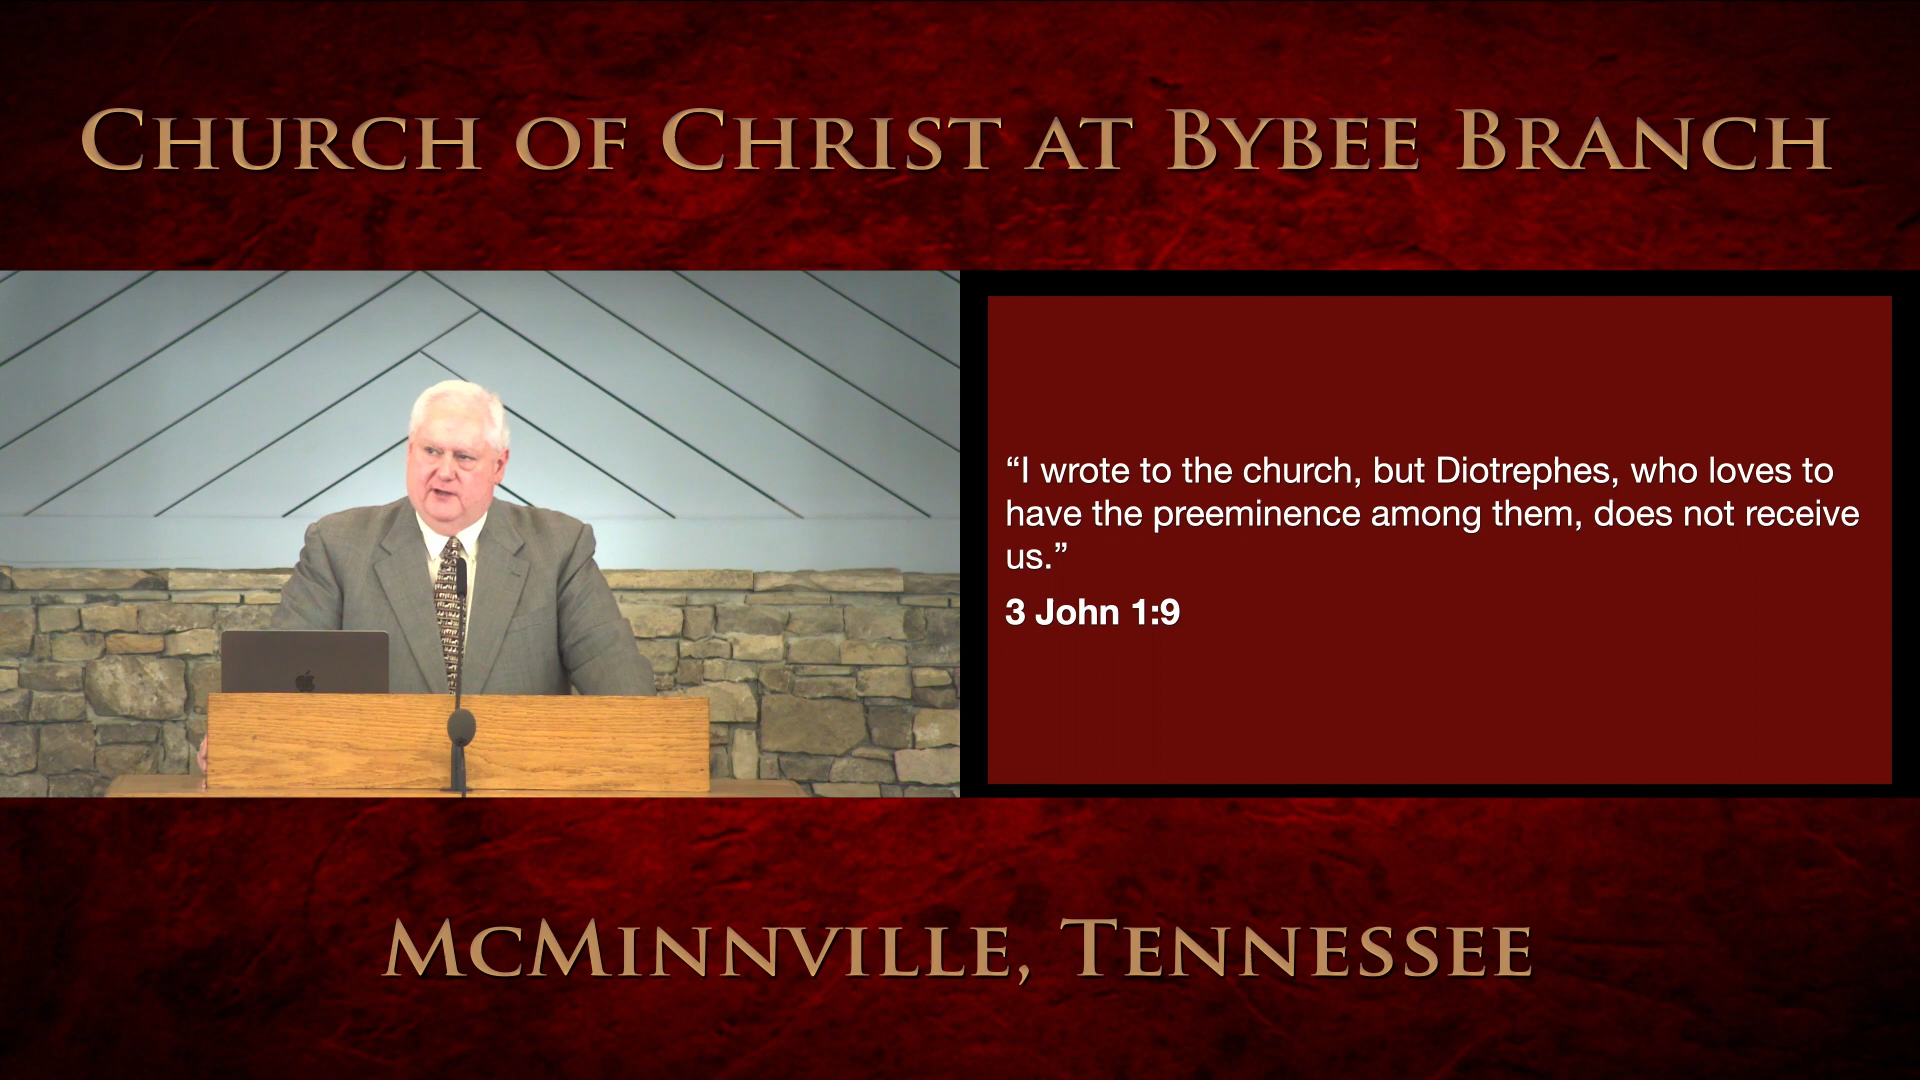 Church of Christ at Bybee Branch
“I wrote to the church, but Diotrephes, who loves to
have the preeminence among them, does not receive
us.”
3 John 1:9
McMinnville, Tennessee